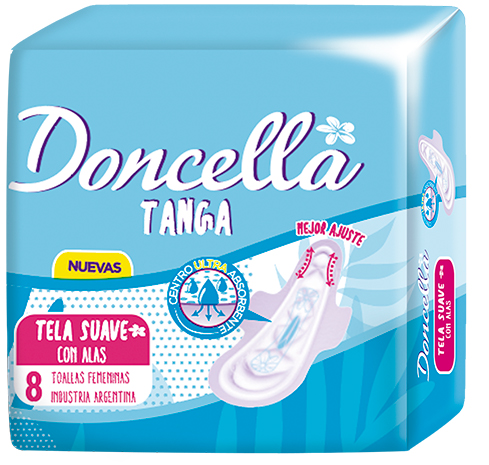 Doncella
TANGA
MEJOR AJUSTE
NUEVAS
CENTRO ULTRA ABSORBENTE
TELA SUAVE
CON ALAS
8 TOALLAS FEMENINAS
INDUSTRIA ARGENTINA
Doncella
TELA SUAVE
CON ALAS